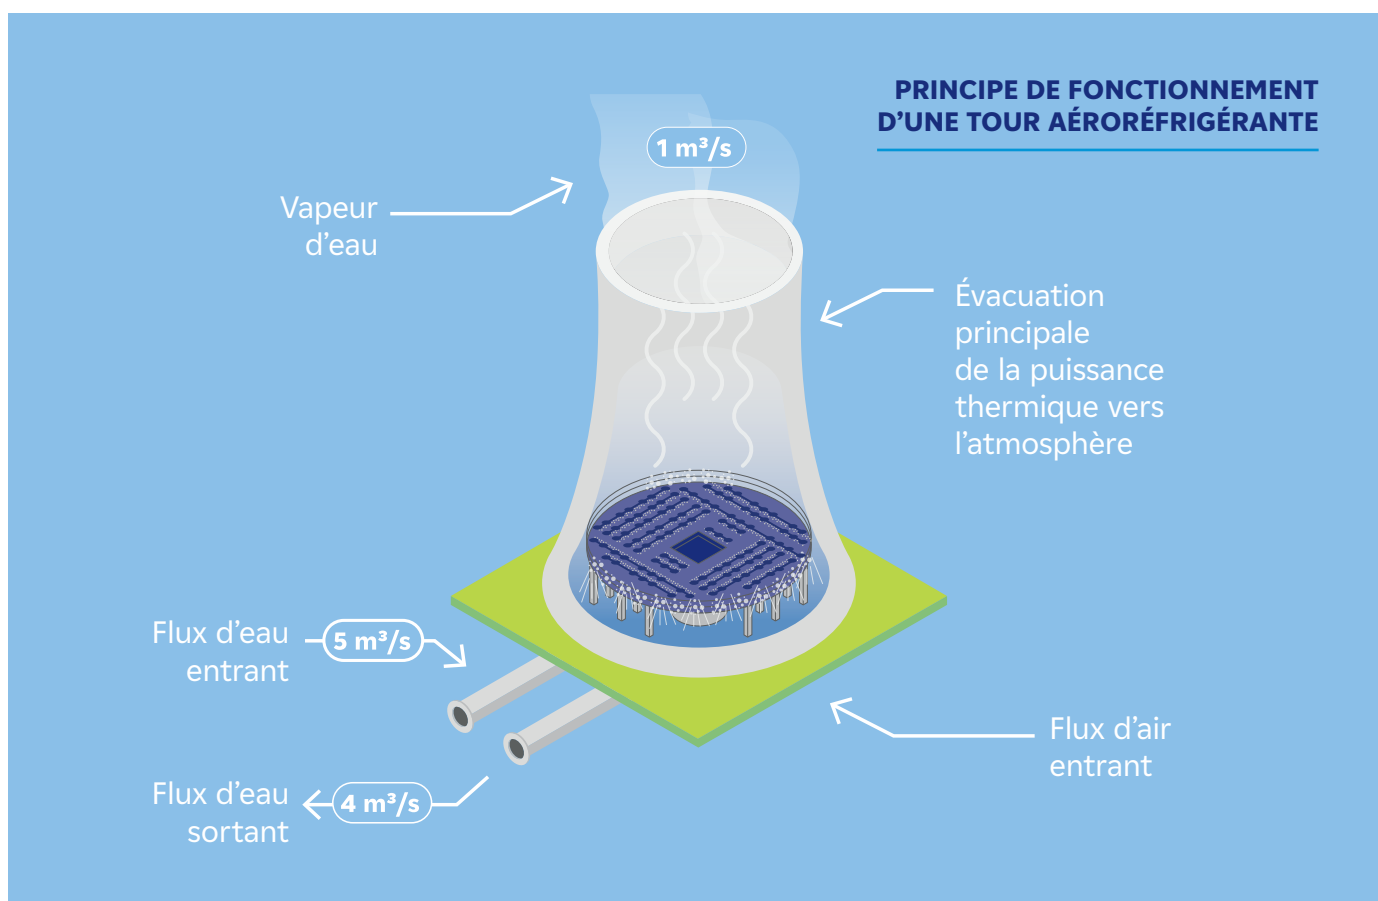 PRINCIPE DE FONCTIONNEMENT
D’UNE TOUR AÉRORÉFRIGÉRANTE
1 m³/s
Vapeur
d’eau
Évacuation
principale
de la puissance
thermique vers
l’atmosphère
Flux d’eau
entrant
5 m³/s
Flux d’air
entrant
Flux d’eau
sortant
4 m³/s